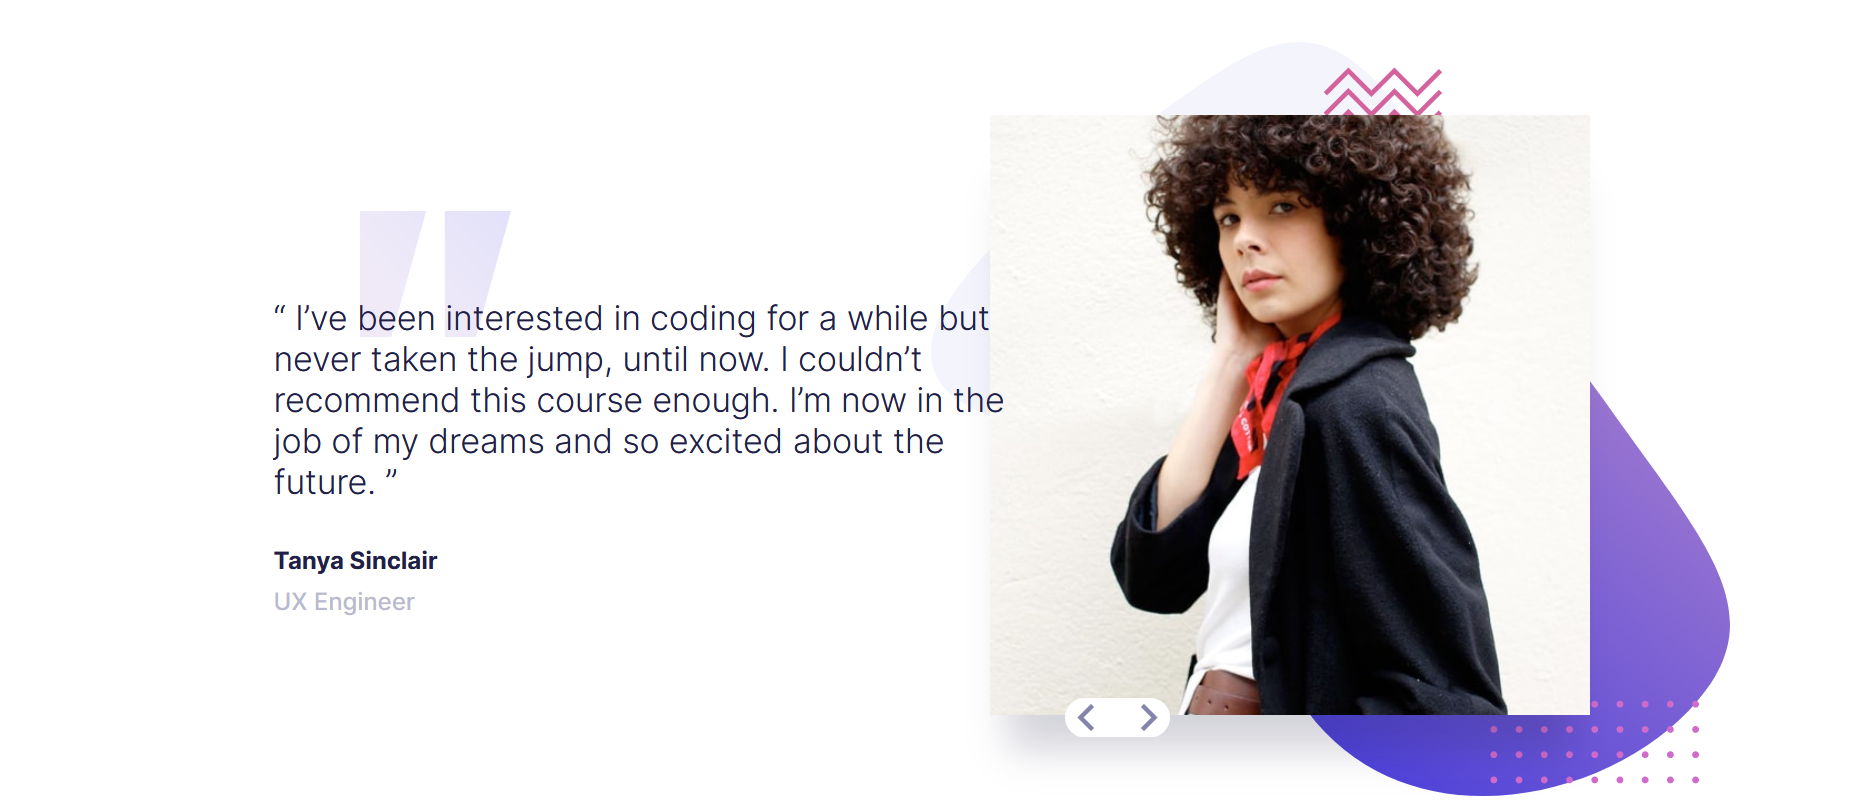 “ I’ve been interested in coding for a while but
never taken the jump, until now. I couldn’t
recommend this course enough. I’m now in the
job of my dreams and so excited about the
future. ”
Tanya Sinclair
UX Engineer